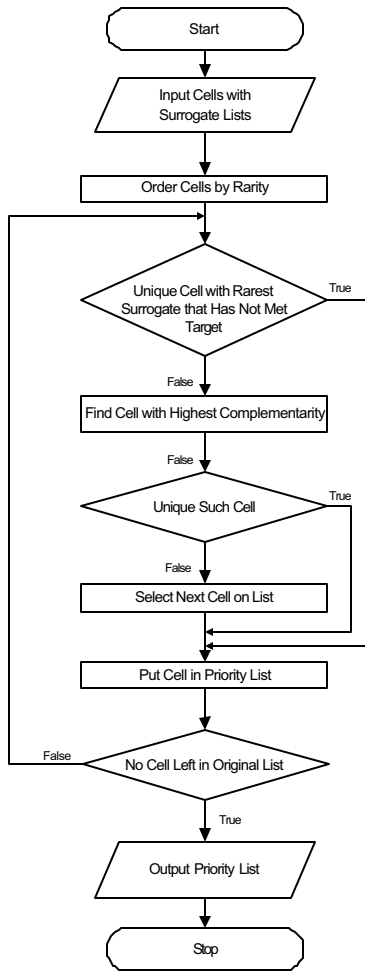 Start
Input Cells with
Surrogate Lists
Order Cells by Rarity
Unique Cell with Rarest
Surrogate that Has Not Met
Target
True
False
Find Cell with Highest Complementarity
False
Unique Such Cell
True
False
Select Next Cell on List
Put Cell in Priority List
False
No Cell Left in Original List
True
Output Priority List
Stop